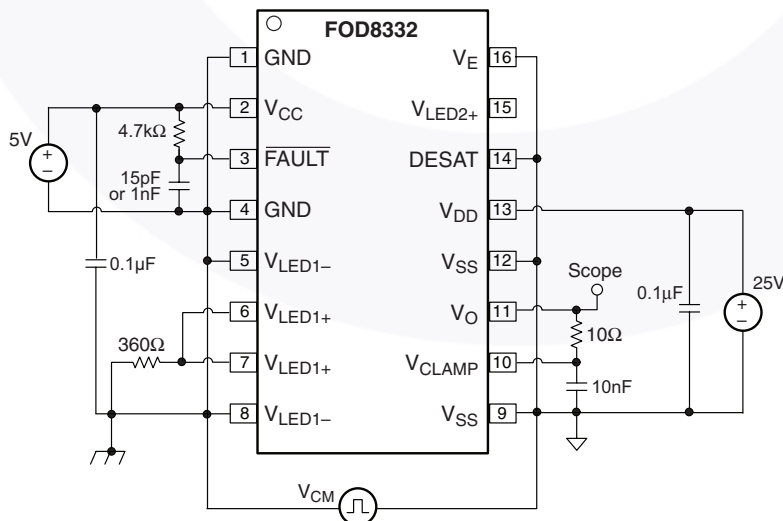 FOD8332
1 GND
2 VCC
3 FAULT
4 GND
5 VLED1–
6 VLED1+
7 VLED1+
8 VLED1–
VE 16
VLED2+ 15
DESAT 14
VDD 13
VSS 12
VO 11
VCLAMP 10
VSS 9
5V
+
–
4.7kΩ
15pF
or 1nF
0.1µF
360Ω
Scope
10Ω
10nF
0.1µF
25V
+
–
VCM